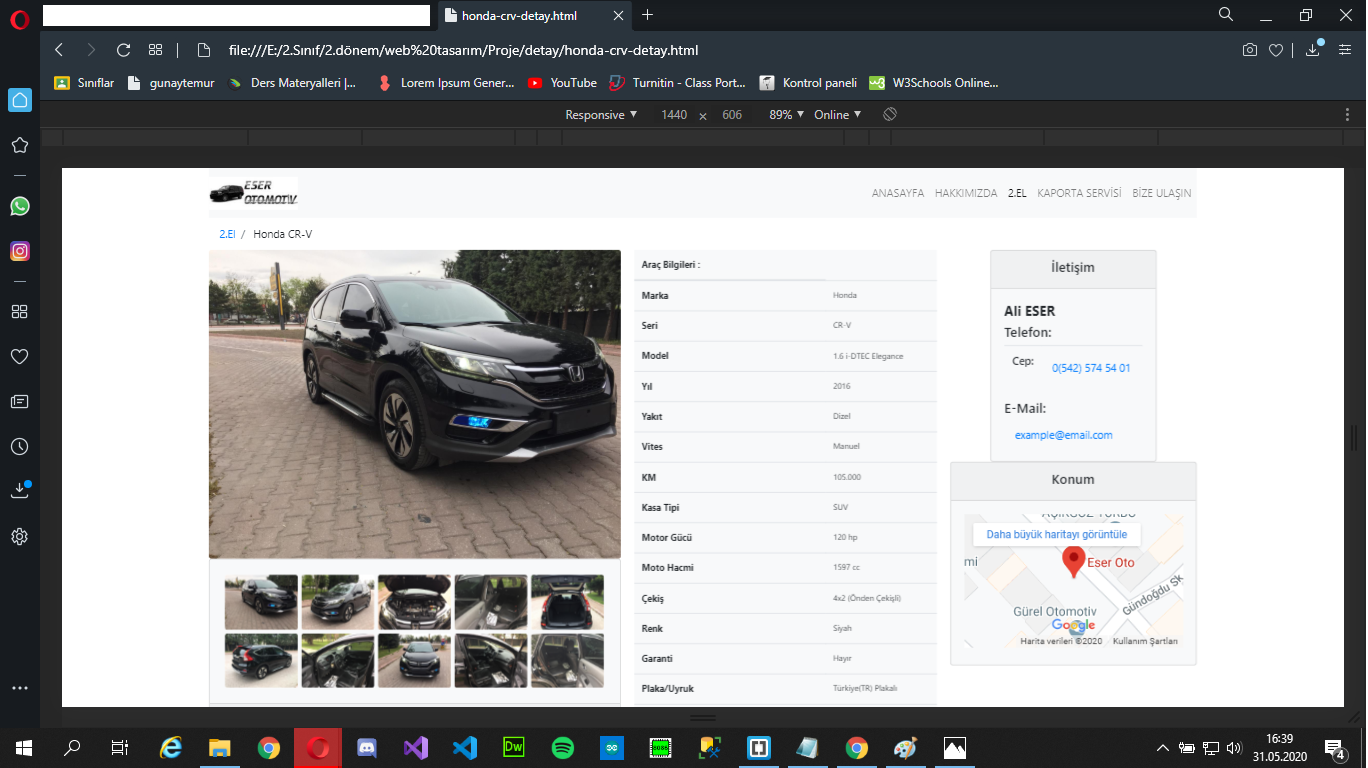 honda-crv-detay.html
file:///E:/2.Sınıf/2.dönem/web%20tasarım/Proje/detay/honda-crv-detay.html
Sınıflar gunaytemur Ders Materyalleri |... Lorem Ipsum Gener... YouTube Turnitin - Class Port... Kontrol paneli W3Schools Online...
Responsive 1440 x 606 89% Online
ESER OTOMOTİV
ANASAYFA HAKKIMIZDA 2.EL KAPORTA SERVİSİ BİZE ULAŞIN
2.El / Honda CR-V
Araç Bilgileri :
Marka Honda
Seri CR-V
Model 1.6 i-DTEC Elegance
Yıl 2016
Yakıt Dizel
Vites Manuel
KM 105.000
Kasa Tipi SUV
Motor Gücü 120 hp
Moto Hacmi 1597 cc
Çekiş 4x2 (Önden Çekişli)
Renk Siyah
Garanti Hayır
Plaka/Uyruk Türkiye(TR) Plakalı
İletişim
Ali ESER
Telefon:
Cep: 0(542) 574 54 01
E-Mail:
example@email.com
Konum
Daha büyük haritayı görüntüle
Eser Oto
Gündoğdu Sk
Gürel Otomotiv
Google
Harita verileri ©2020 Kullanım Şartları
Dw
16:39
31.05.2020
4